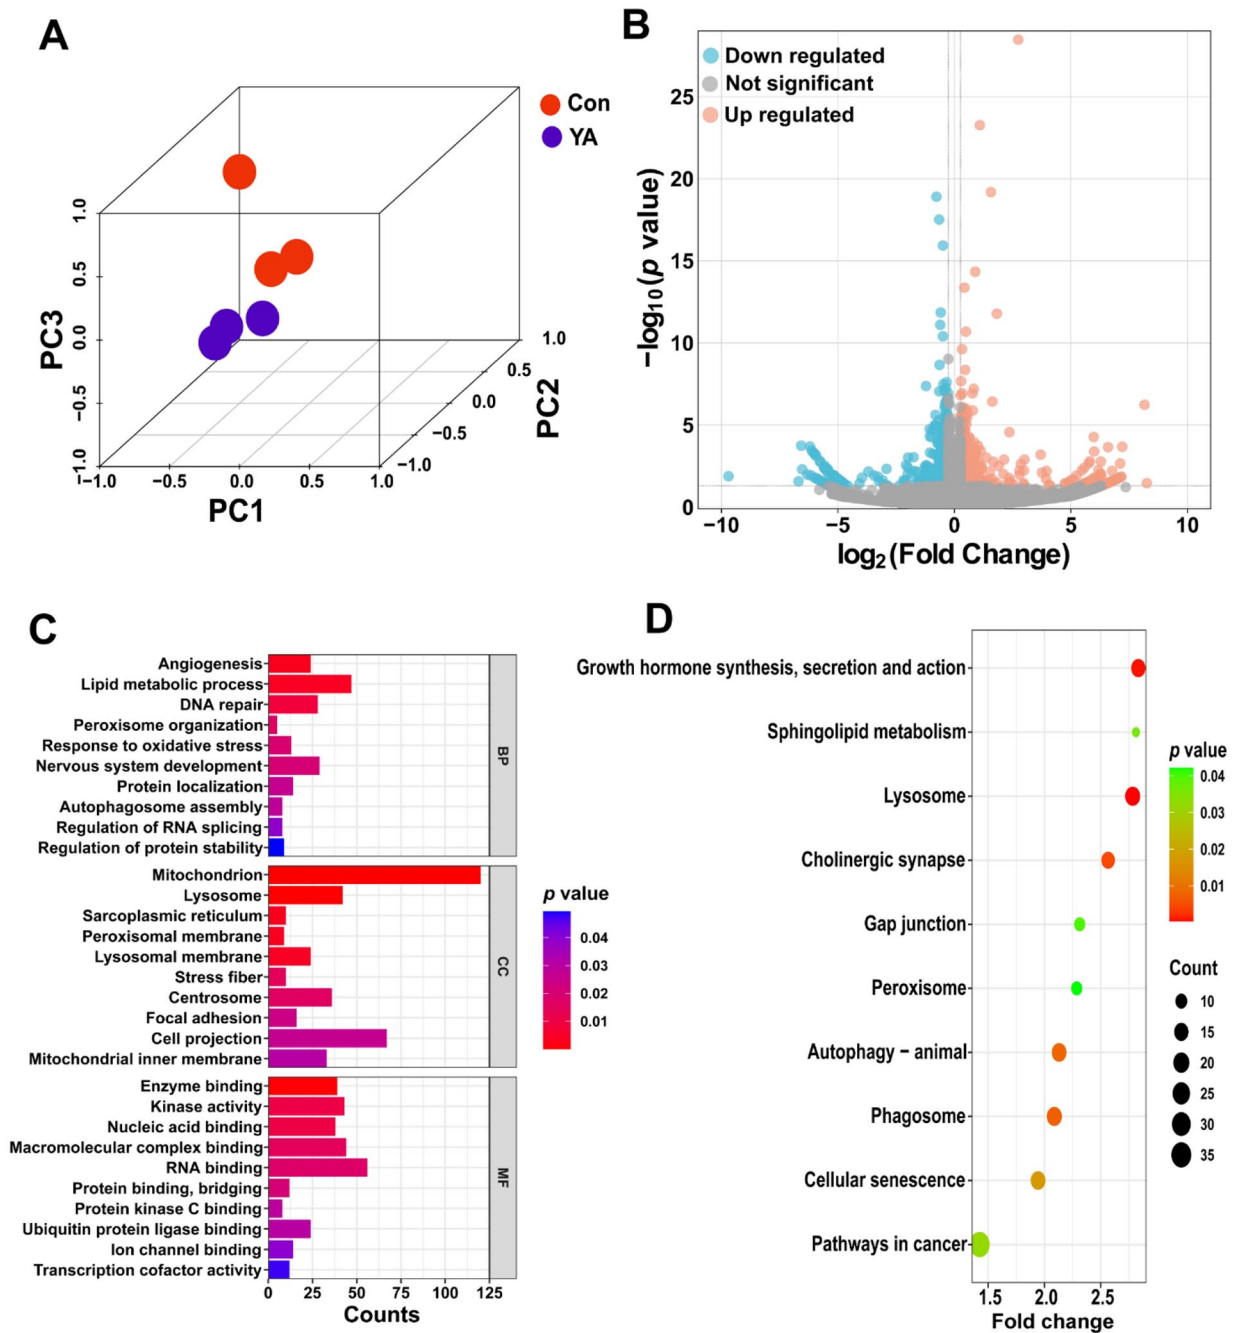 A
Con
YA
1.0
0.5
0.0
−0.5
−1.0
PC3
−1.0
−0.5
0.0
0.5
1.0
PC1
1.0
0.5
0.0
−0.5
−1.0
PC2
B
Down regulated
Not significant
Up regulated
25
20
15
10
5
0
−log10(p value)
−10
−5
0
5
10
log2(Fold Change)
C
Angiogenesis
Lipid metabolic process
DNA repair
Peroxisome organization
Response to oxidative stress
Nervous system development
Protein localization
Autophagosome assembly
Regulation of RNA splicing
Regulation of protein stability
BP
Mitochondrion
Lysosome
Sarcoplasmic reticulum
Peroxisomal membrane
Lysosomal membrane
Stress fiber
Centrosome
Focal adhesion
Cell projection
Mitochondrial inner membrane
CC
Enzyme binding
Kinase activity
Nucleic acid binding
Macromolecular complex binding
RNA binding
Protein binding, bridging
Protein kinase C binding
Ubiquitin protein ligase binding
Ion channel binding
Transcription cofactor activity
MF
0
25
50
75
100
125
Counts
p value
0.04
0.03
0.02
0.01
D
Growth hormone synthesis, secretion and action
Sphingolipid metabolism
Lysosome
Cholinergic synapse
Gap junction
Peroxisome
Autophagy − animal
Phagosome
Cellular senescence
Pathways in cancer
1.5
2.0
2.5
Fold change
p value
0.04
0.03
0.02
0.01
Count
10
15
20
25
30
35